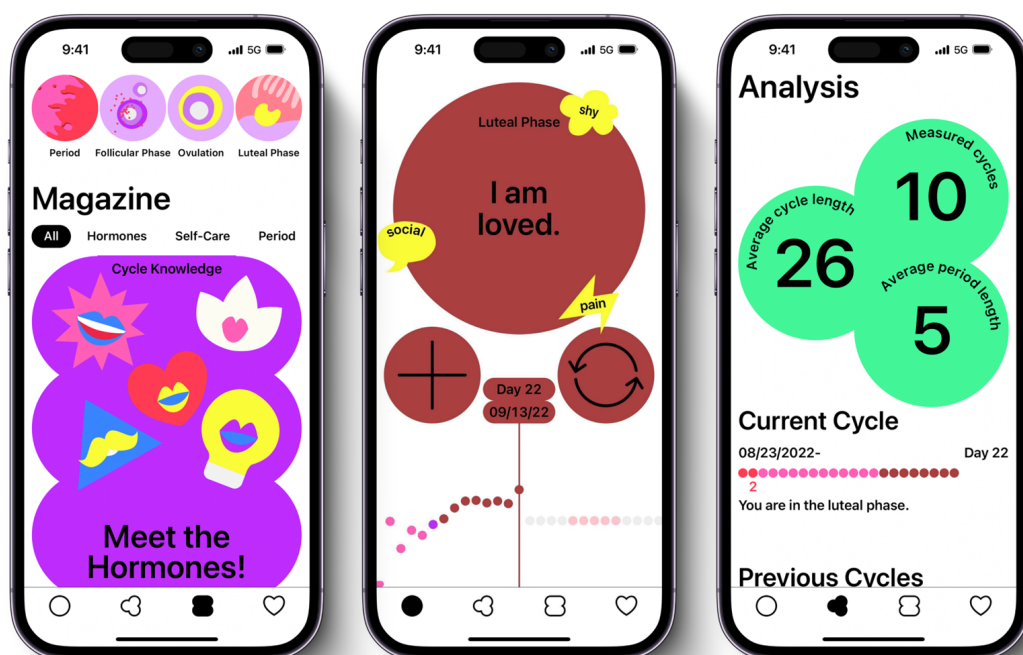 9:41
5G
Period
Follicular Phase
Ovulation
Luteal Phase
Magazine
All
Hormones
Self-Care
Period
Cycle Knowledge
Meet the
Hormones!
9:41
5G
Luteal Phase
shy
I am
loved.
social
pain
Day 22
09/13/22
9:41
5G
Analysis
Measured cycles
10
Average cycle length
26
Average period length
5
Current Cycle
08/23/2022-
Day 22
2
You are in the luteal phase.
Previous Cycles